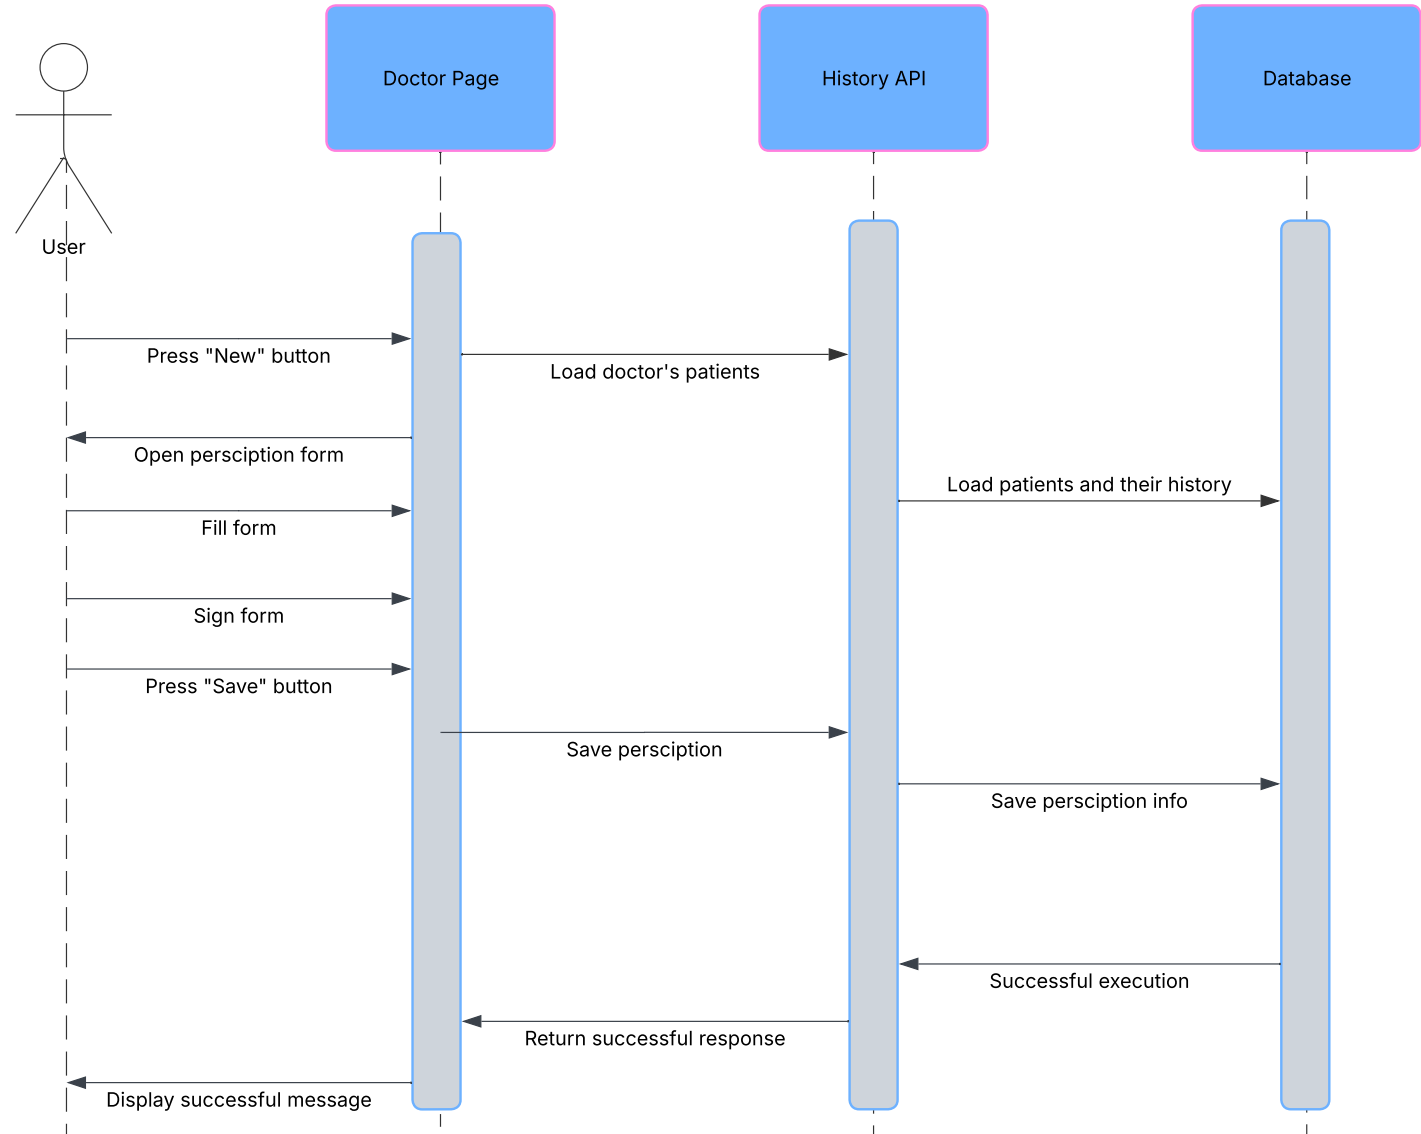 Doctor Page
History API
Database
User
Press "New" button
Load doctor's patients
Open persciption form
Load patients and their history
Fill form
Sign form
Press "Save" button
Save persciption
Save persciption info
Successful execution
Return successful response
Display successful message